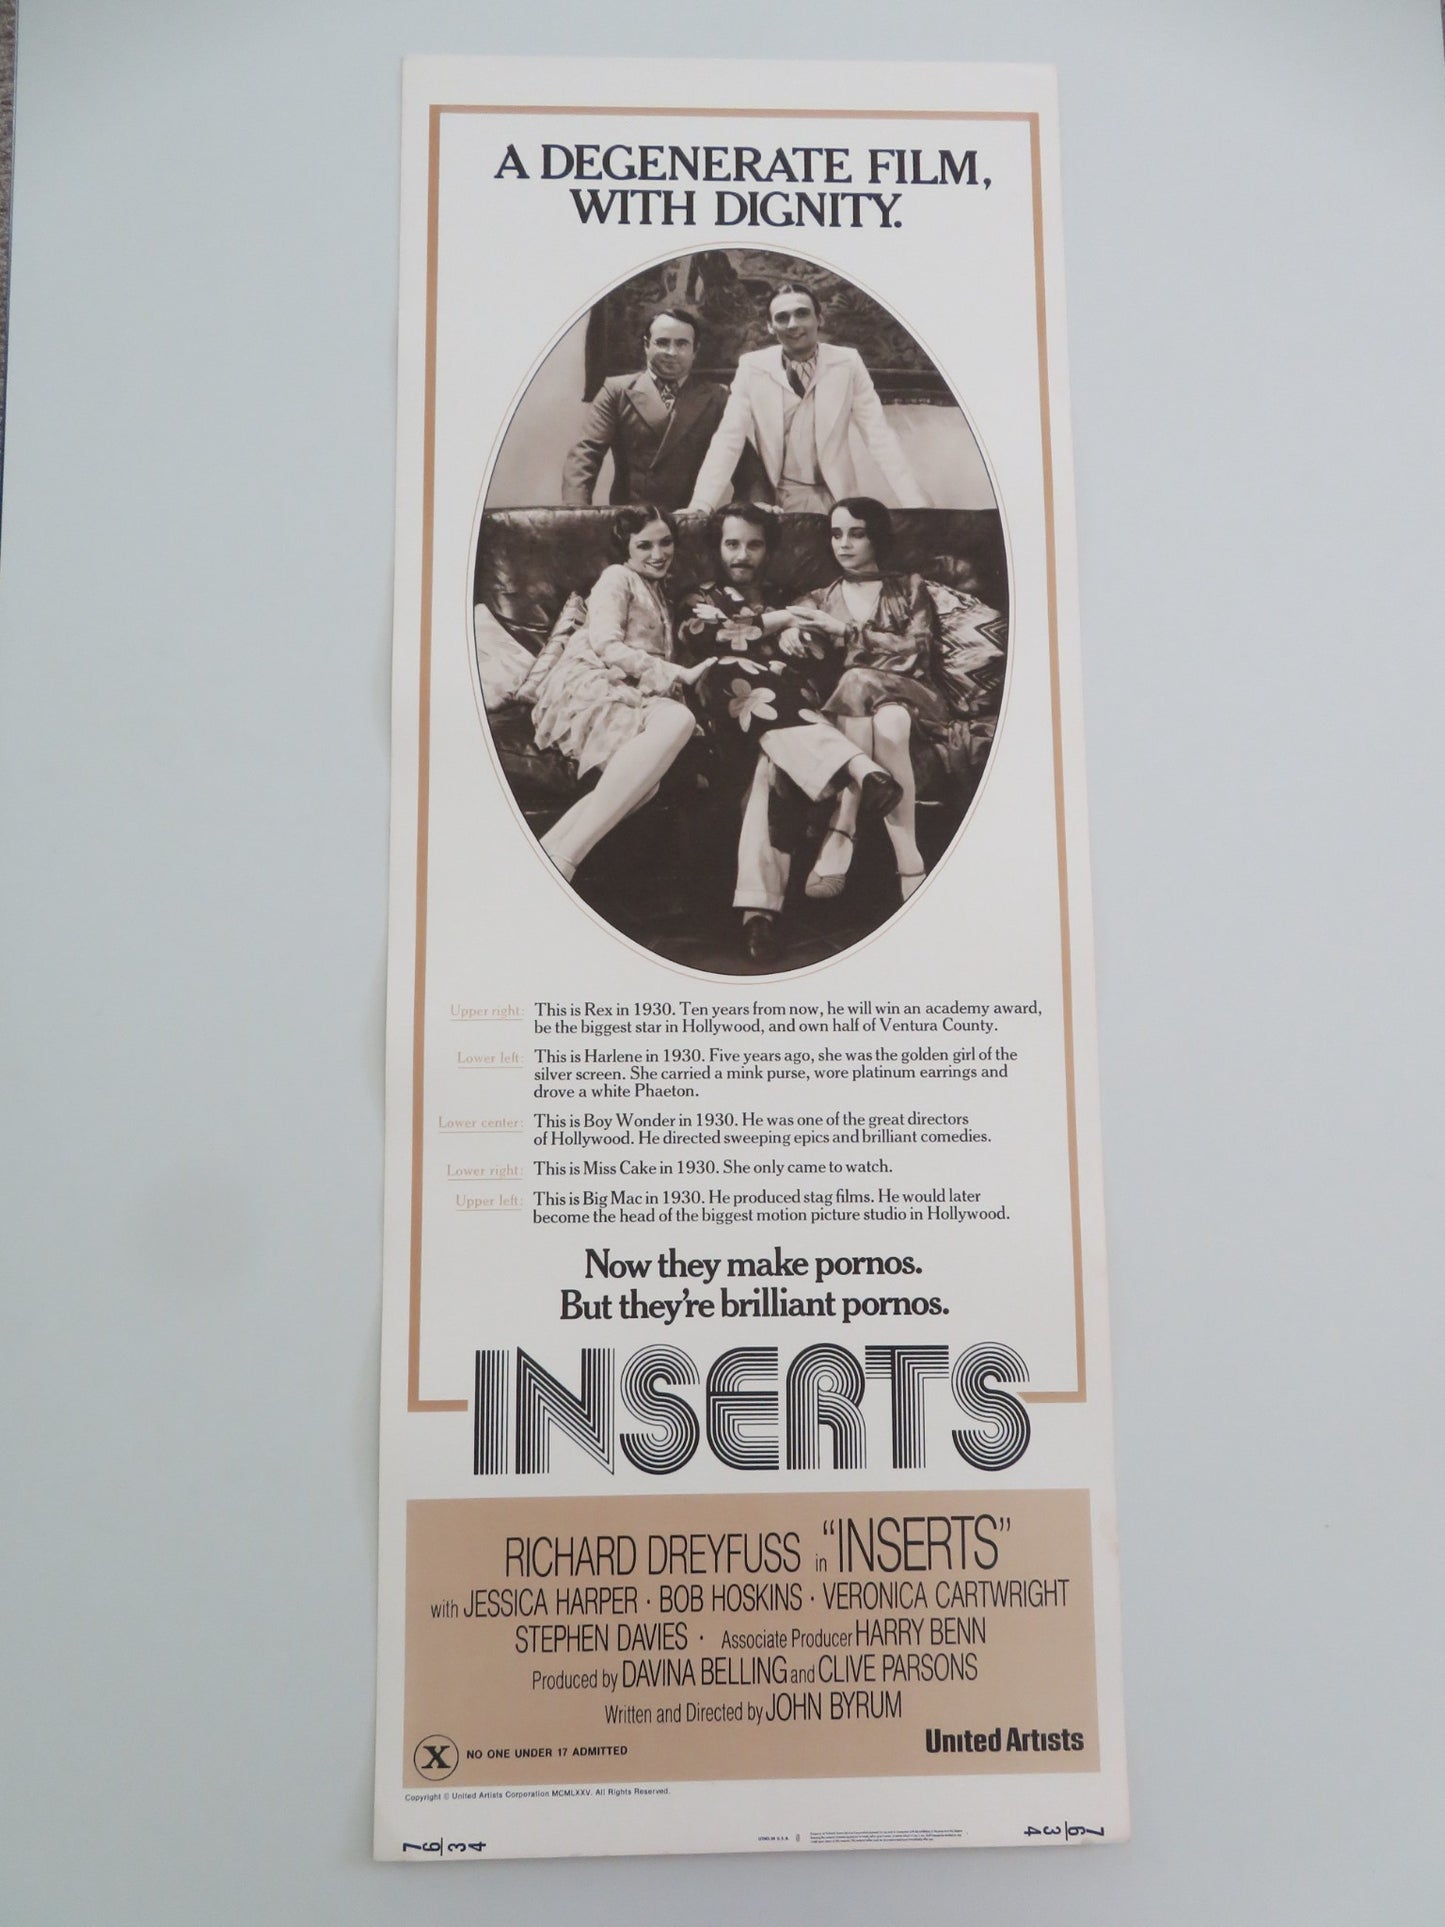 A DEGENERATE FILM,
WITH DIGNITY.
Upper right: This is Rex in 1930. Ten years from now, he will win an academy award,
be the biggest star in Hollywood, and own half of Ventura County.
Lower left: This is Harlene in 1930. Five years ago, she was the golden girl of the
silver screen. She carried a mink purse, wore platinum earrings and
drove a white Phaeton.
Lower center: This is Boy Wonder in 1930. He was one of the great directors
of Hollywood. He directed sweeping epics and brilliant comedies.
Lower right: This is Miss Cake in 1930. She only came to watch.
Upper left: This is Big Mac in 1930. He produced stag films. He would later
become the head of the biggest motion picture studio in Hollywood.
Now they make pornos.
But they're brilliant pornos.
INSERTS
RICHARD DREYFUSS in "INSERTS"
with JESSICA HARPER · BOB HOSKINS · VERONICA CARTWRIGHT
STEPHEN DAVIES · Associate Producer HARRY BENN
Produced by DAVINA BELLING and CLIVE PARSONS
Written and Directed by JOHN BYRUM
United Artists
X NO ONE UNDER 17 ADMITTED
Copyright © United Artists Corporation MCMLXXV. All Rights Reserved.
76/34
76/34